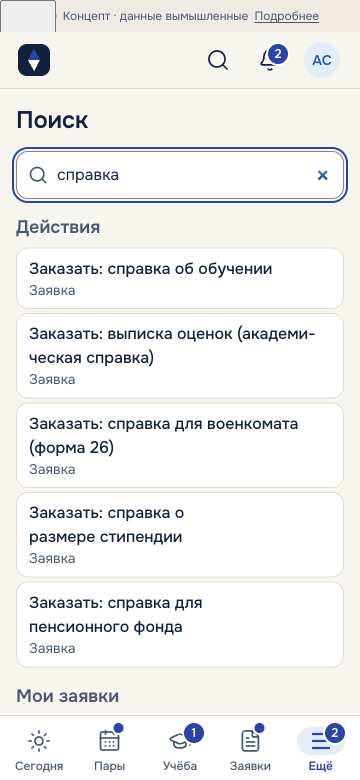 Концепт · данные вымышленные Подробнее
2
АС
Поиск
справка
Действия
Заказать: справка об обучении
Заявка
Заказать: выписка оценок (академи-
ческая справка)
Заявка
Заказать: справка для военкомата
(форма 26)
Заявка
Заказать: справка о
размере стипендии
Заявка
Заказать: справка для
пенсионного фонда
Заявка
Мои заявки
1
2
Сегодня Пары Учёба Заявки Ещё